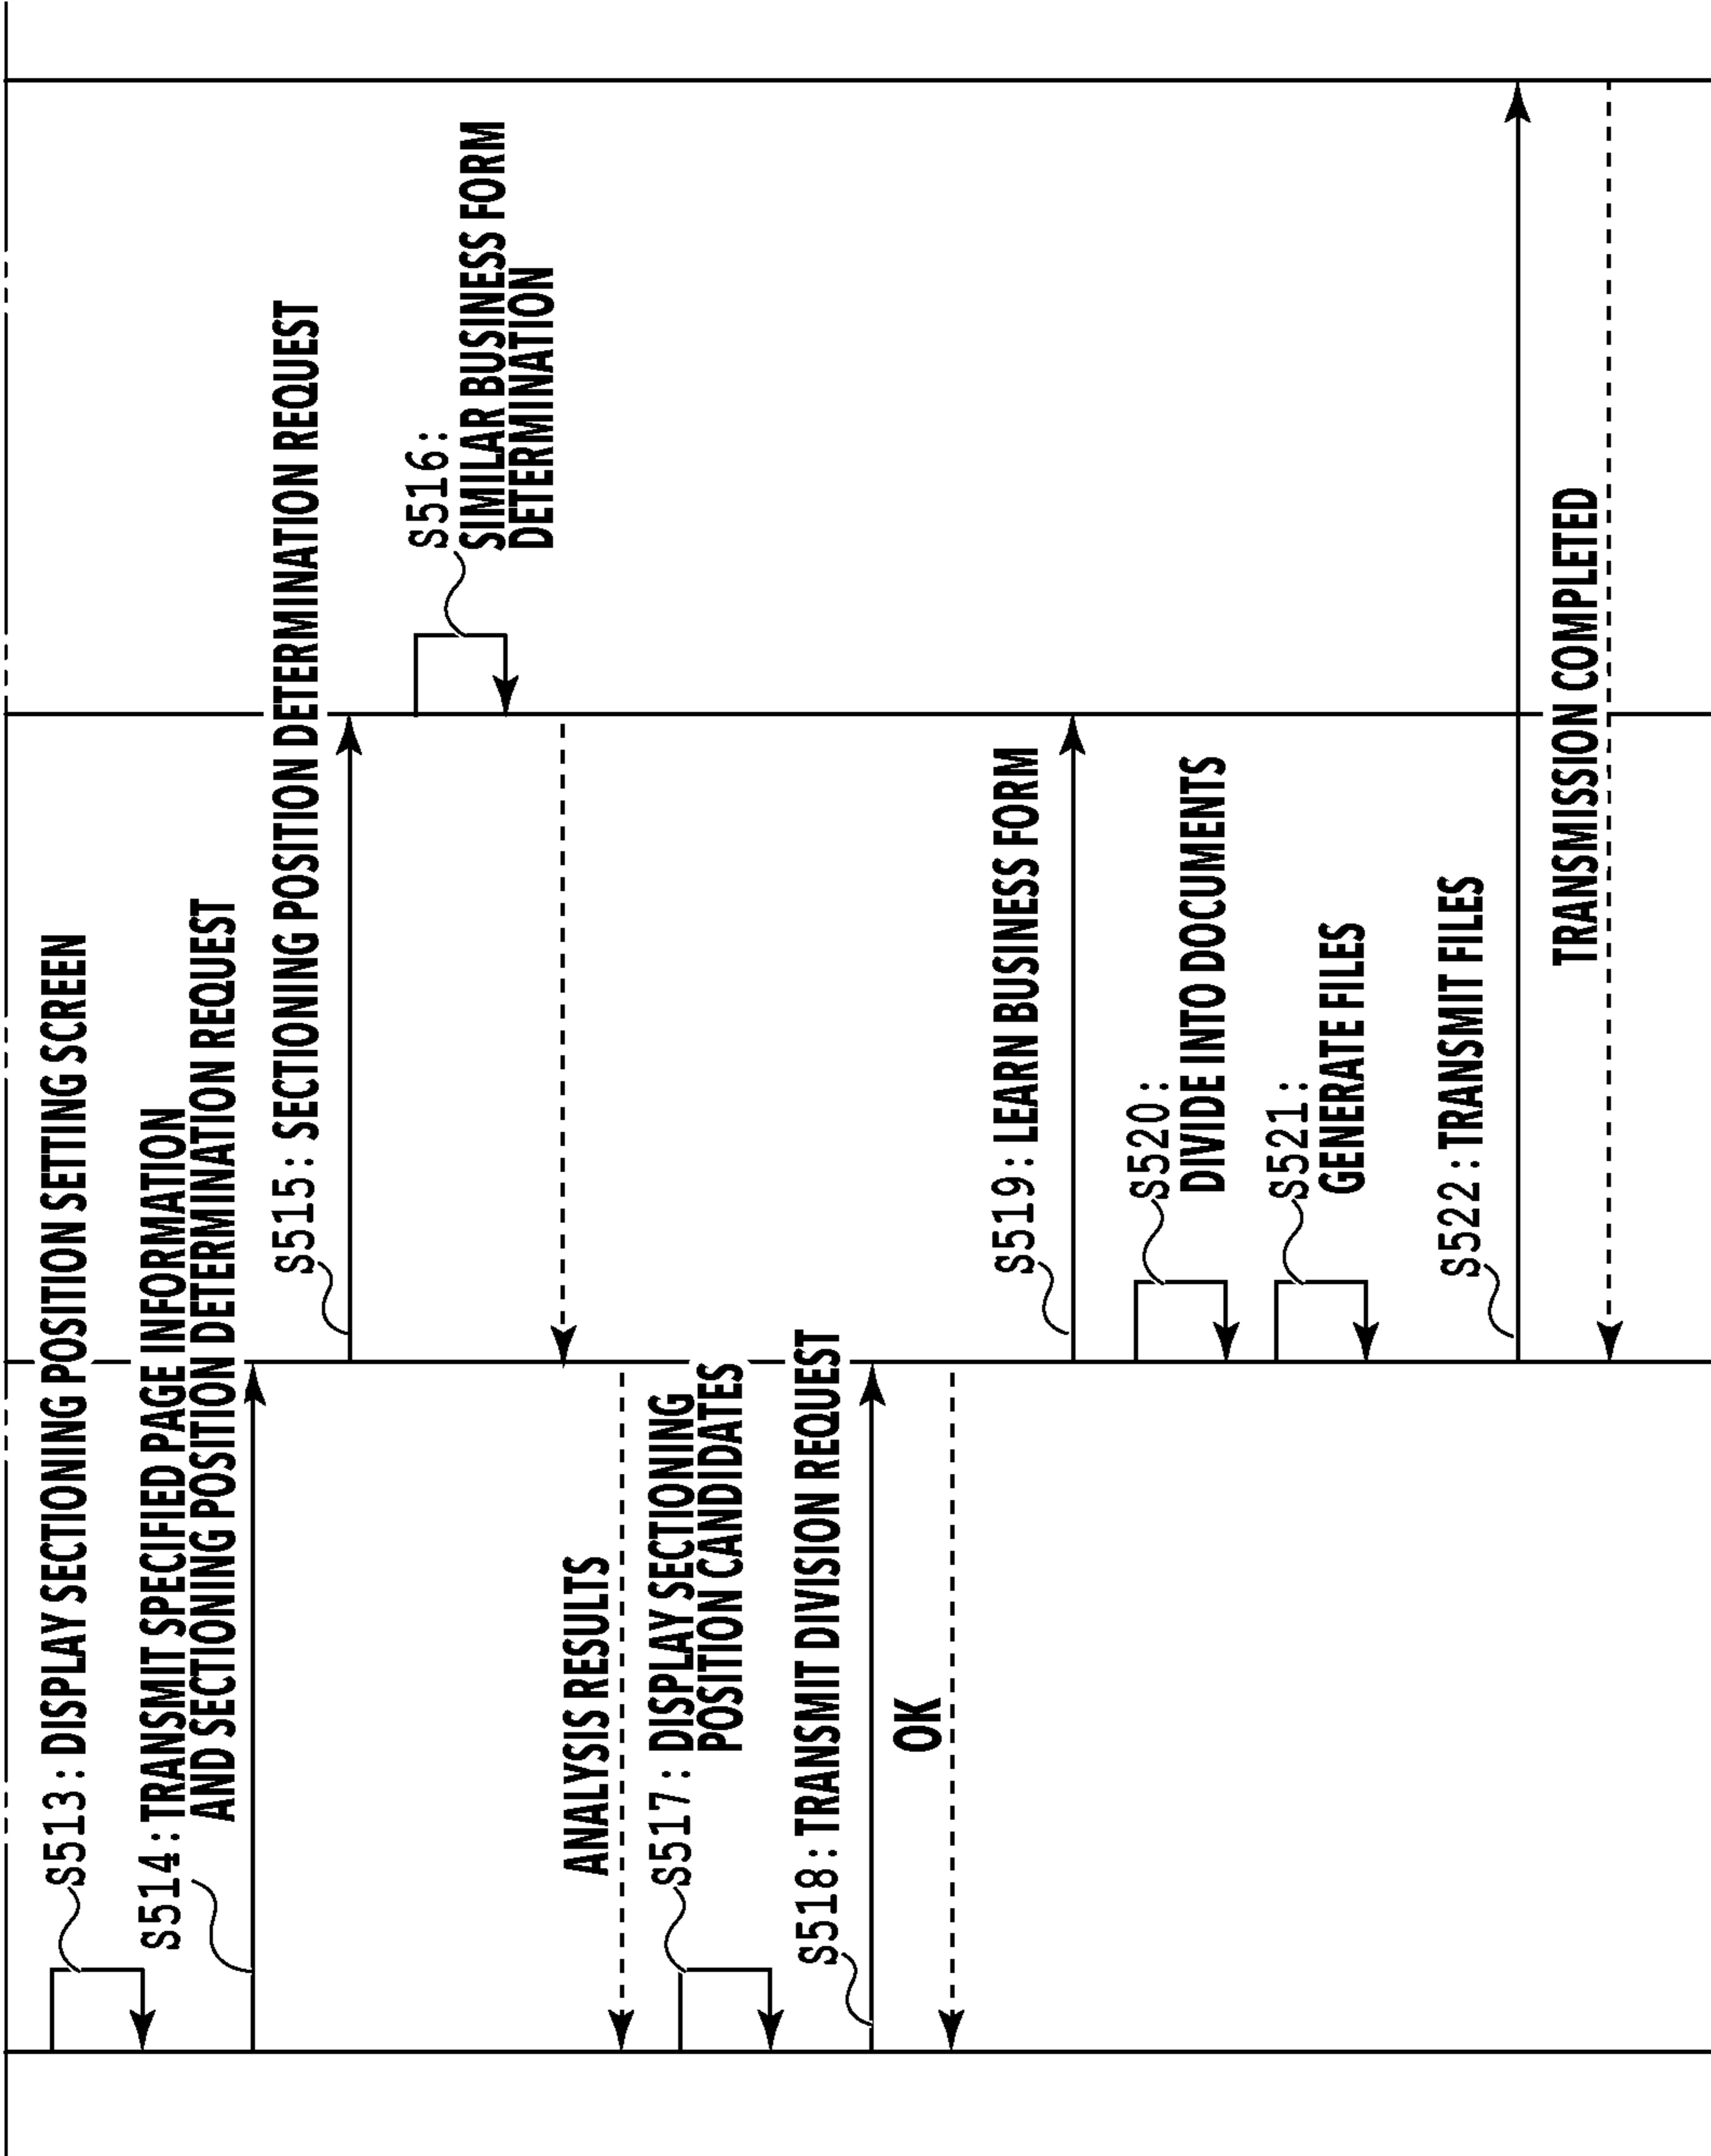 S513: DISPLAY SECTIONING POSITION SETTING SCREEN
S514: TRANSMIT SPECIFIED PAGE INFORMATION
AND SECTIONING POSITION DETERMINATION REQUEST
S515: SECTIONING POSITION DETERMINATION REQUEST
S516:
SIMILAR BUSINESS FORM
DETERMINATION
ANALYSIS RESULTS
S517: DISPLAY SECTIONING
POSITION CANDIDATES
S518: TRANSMIT DIVISION REQUEST
OK
S519: LEARN BUSINESS FORM
S520:
DIVIDE INTO DOCUMENTS
S521:
GENERATE FILES
S522: TRANSMIT FILES
TRANSMISSION COMPLETED